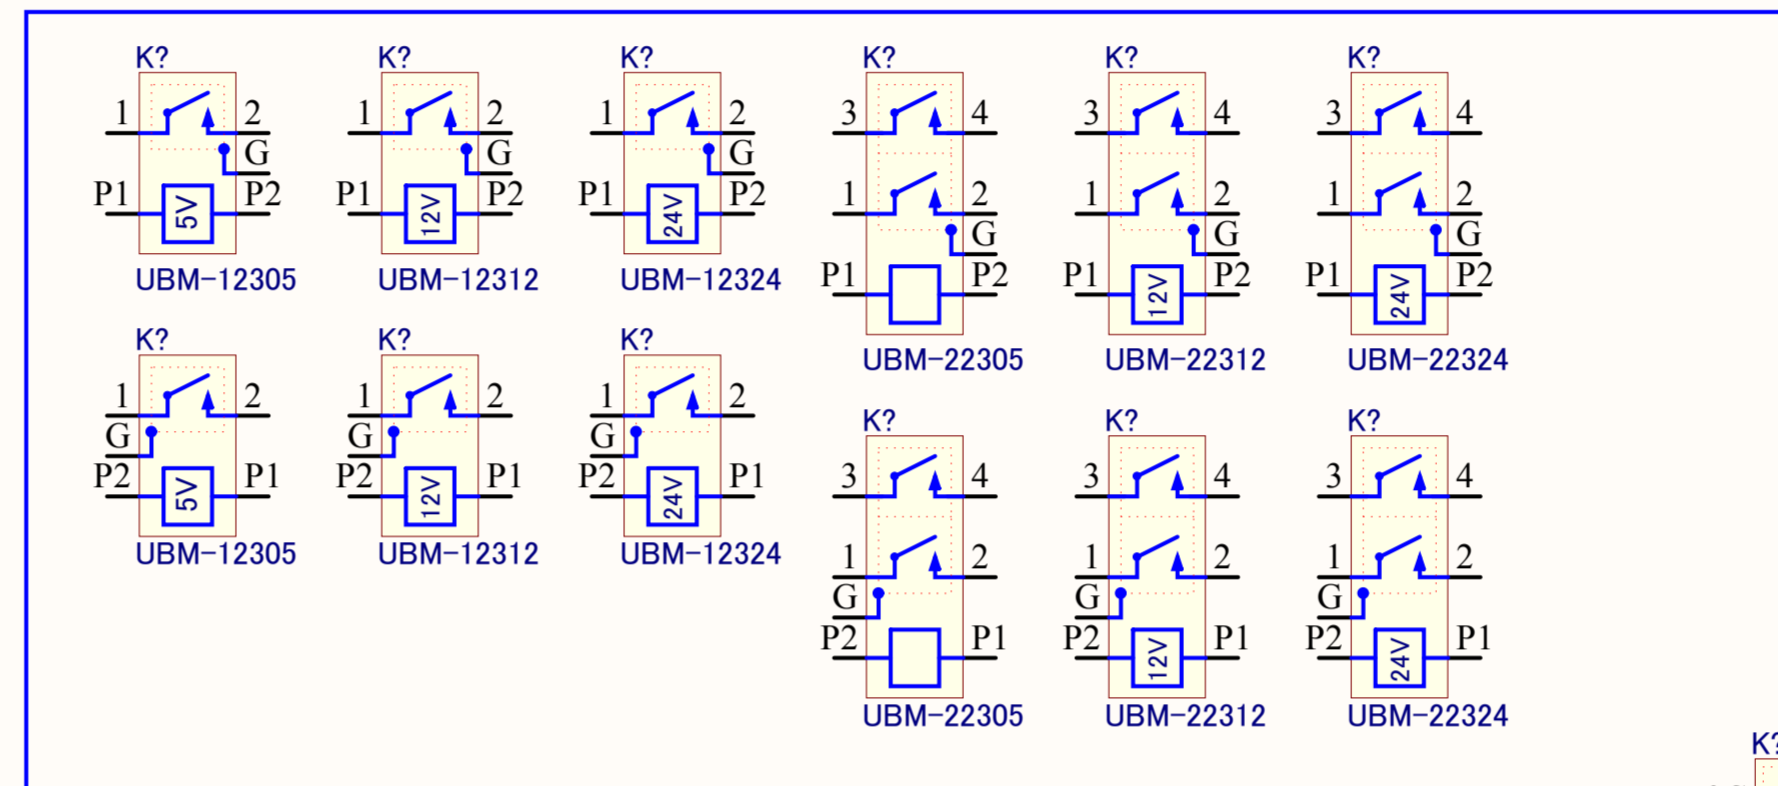 K? K? K? K? K? K?
1 2 1 2 1 2 3 4 3 4 3 4
G G G
P1 5V P2 P1 12V P2 P1 24V P2 1 2 1 2 1 2
G G G
UBM-12305 UBM-12312 UBM-12324 P1 P2 P1 12V P2 P1 24V P2
K? K? K? UBM-22305 UBM-22312 UBM-22324
1 2 1 2 1 2 K? K? K?
G G G
P2 5V P1 P2 12V P1 P2 24V P1 3 4 3 4 3 4
UBM-12305 UBM-12312 UBM-12324 1 2 1 2 1 2
G G G
P2 P1 P2 12V P1 P2 24V P1
UBM-22305 UBM-22312 UBM-22324
K?